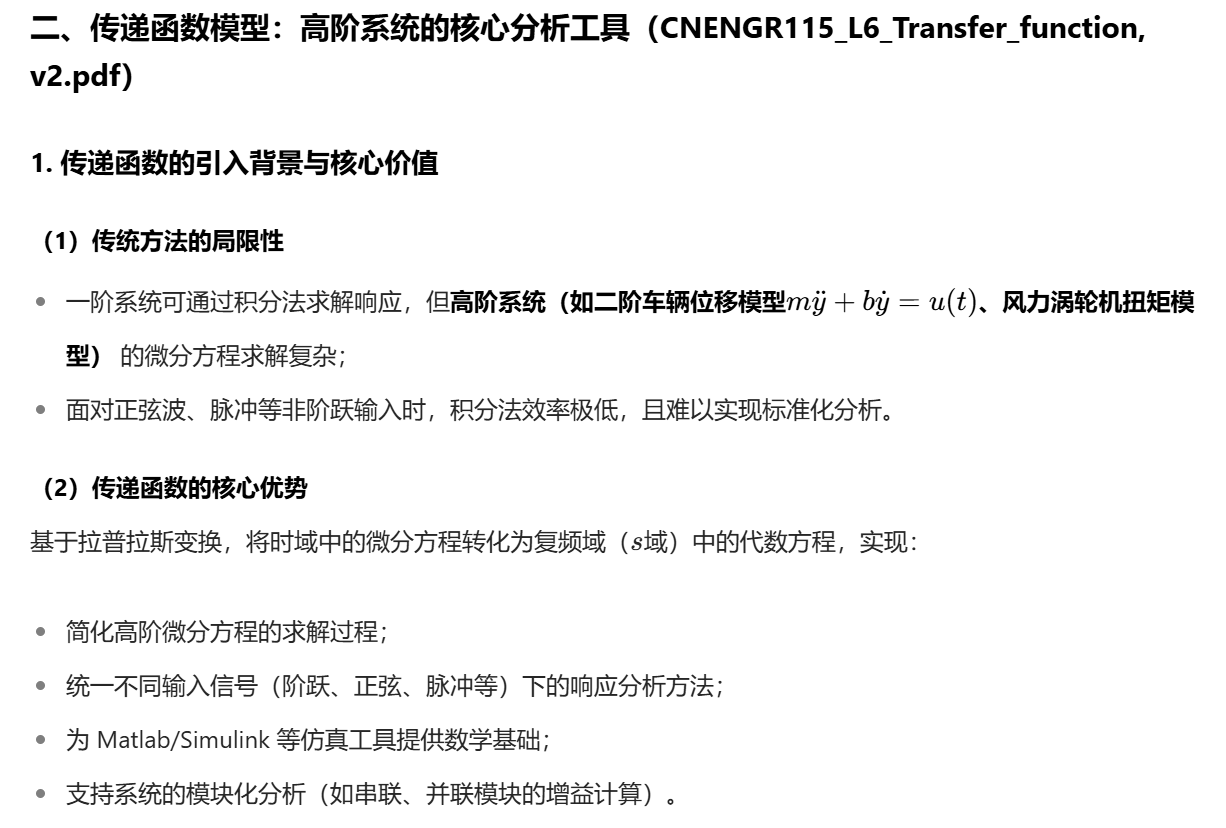 二、传递函数模型：高阶系统的核心分析工具（CNENGR115_L6_Transfer_function,
v2.pdf）
1. 传递函数的引入背景与核心价值
（1）传统方法的局限性
• 一阶系统可通过积分法求解响应，但高阶系统（如二阶车辆位移模型mÿ + bẏ = u(t)、风力涡轮机扭矩模
型） 的微分方程求解复杂；
• 面对正弦波、脉冲等非阶跃输入时，积分法效率极低，且难以实现标准化分析。
（2）传递函数的核心优势
基于拉普拉斯变换，将时域中的微分方程转化为复频域（s域）中的代数方程，实现：
• 简化高阶微分方程的求解过程；
• 统一不同输入信号（阶跃、正弦、脉冲等）下的响应分析方法；
• 为 Matlab/Simulink 等仿真工具提供数学基础；
• 支持系统的模块化分析（如串联、并联模块的增益计算）。